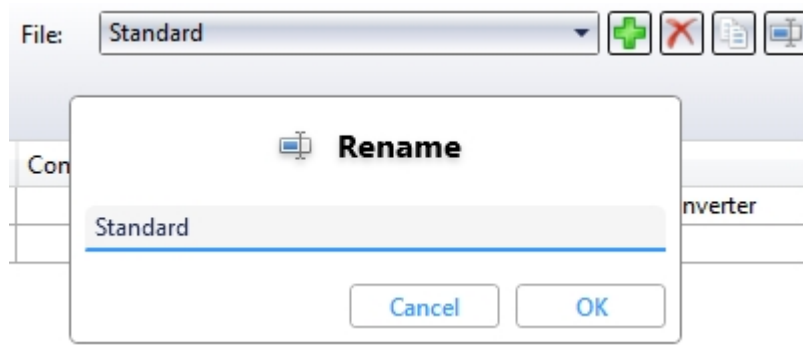 File: Standard
Rename
Con
nverter
Standard
Cancel OK